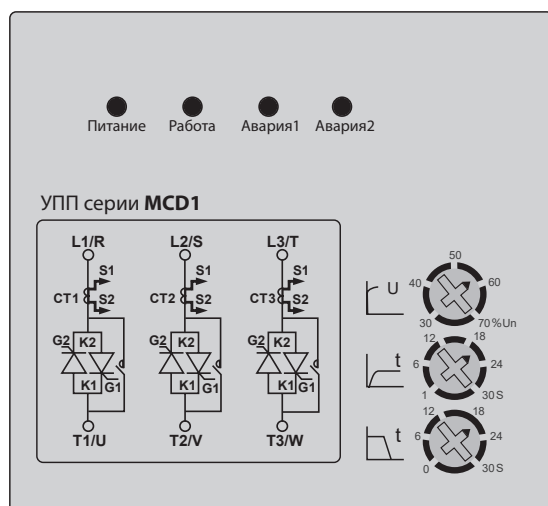 Питание Работа Авария1 Авария2
УПП серии MCD1
L1/R L2/S L3/T
S1 S1 S1
CT1 S2 CT2 S2 CT3 S2
G2 K2 G2 K2 G2 K2
K1 G1 K1 G1 K1 G1
T1/U T2/V T3/W
50
40 60
U
30 70 %Un
12 18
t
6 24
1 30 S
12 18
t
6 24
0 30 S